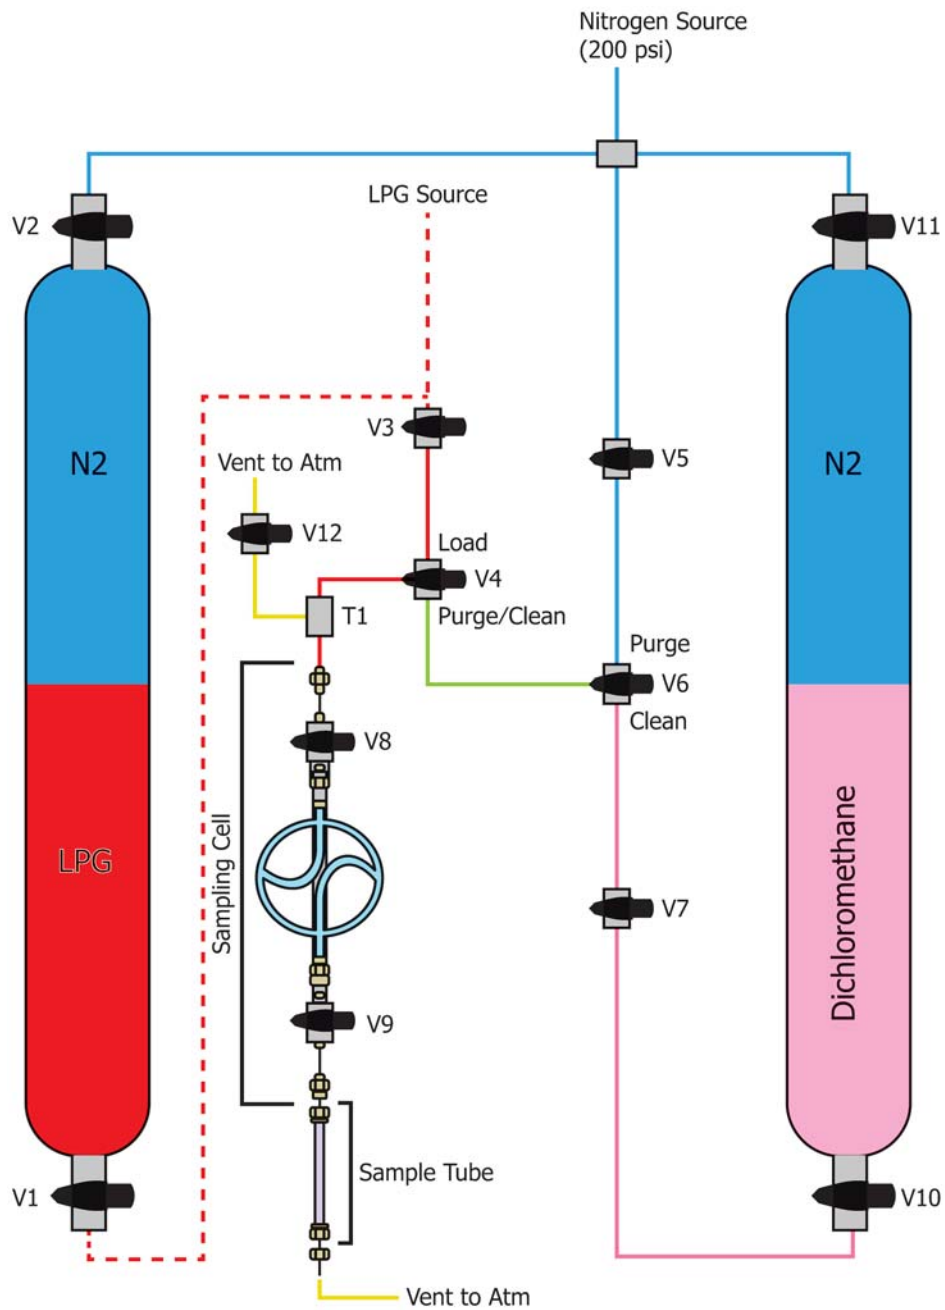 Nitrogen Source
(200 psi)
LPG Source
V2
V11
V3
N2
Vent to Atm
V5
N2
V12
Load
V4
T1
Purge/Clean
Purge
V6
Clean
V8
Sampling Cell
LPG
Dichloromethane
V7
V9
Sample Tube
V1
V10
Vent to Atm